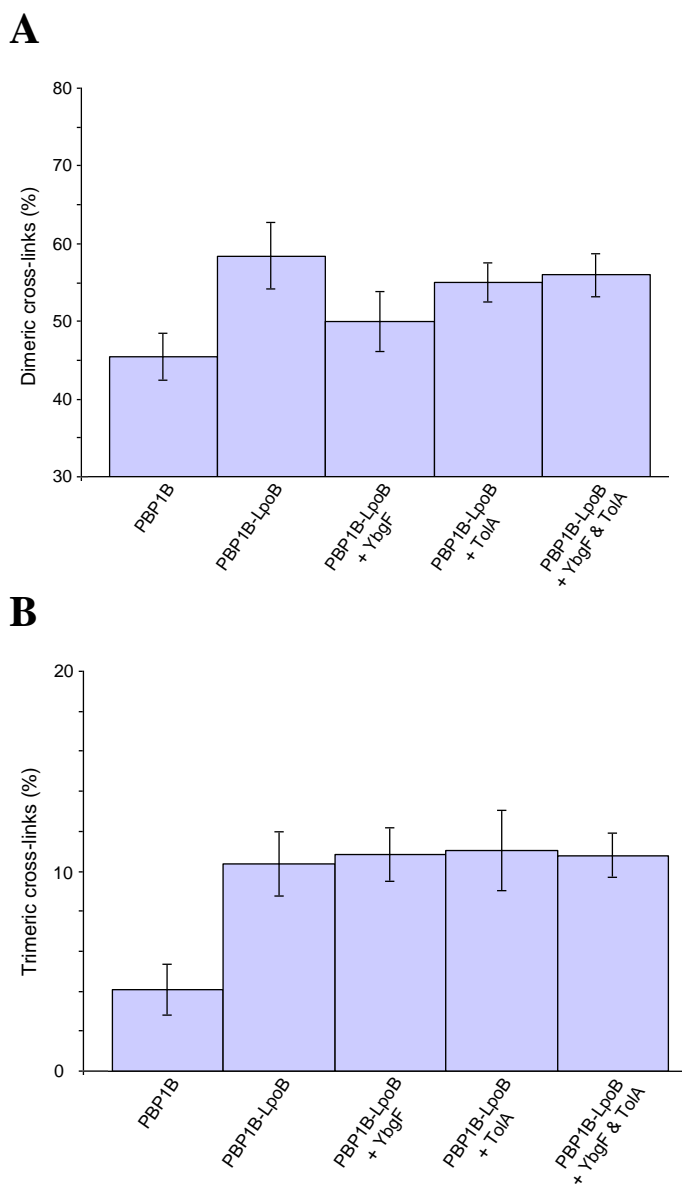 A
80
70
60
50
40
30
Dimeric cross-links (%)
PBP1B
PBP1B-LpoB
PBP1B-LpoB
+ YbgF
PBP1B-LpoB
+ TolA
PBP1B-LpoB
+ YbgF & TolA
B
20
10
0
Trimeric cross-links (%)
PBP1B
PBP1B-LpoB
PBP1B-LpoB
+ YbgF
PBP1B-LpoB
+ TolA
PBP1B-LpoB
+ YbgF & TolA